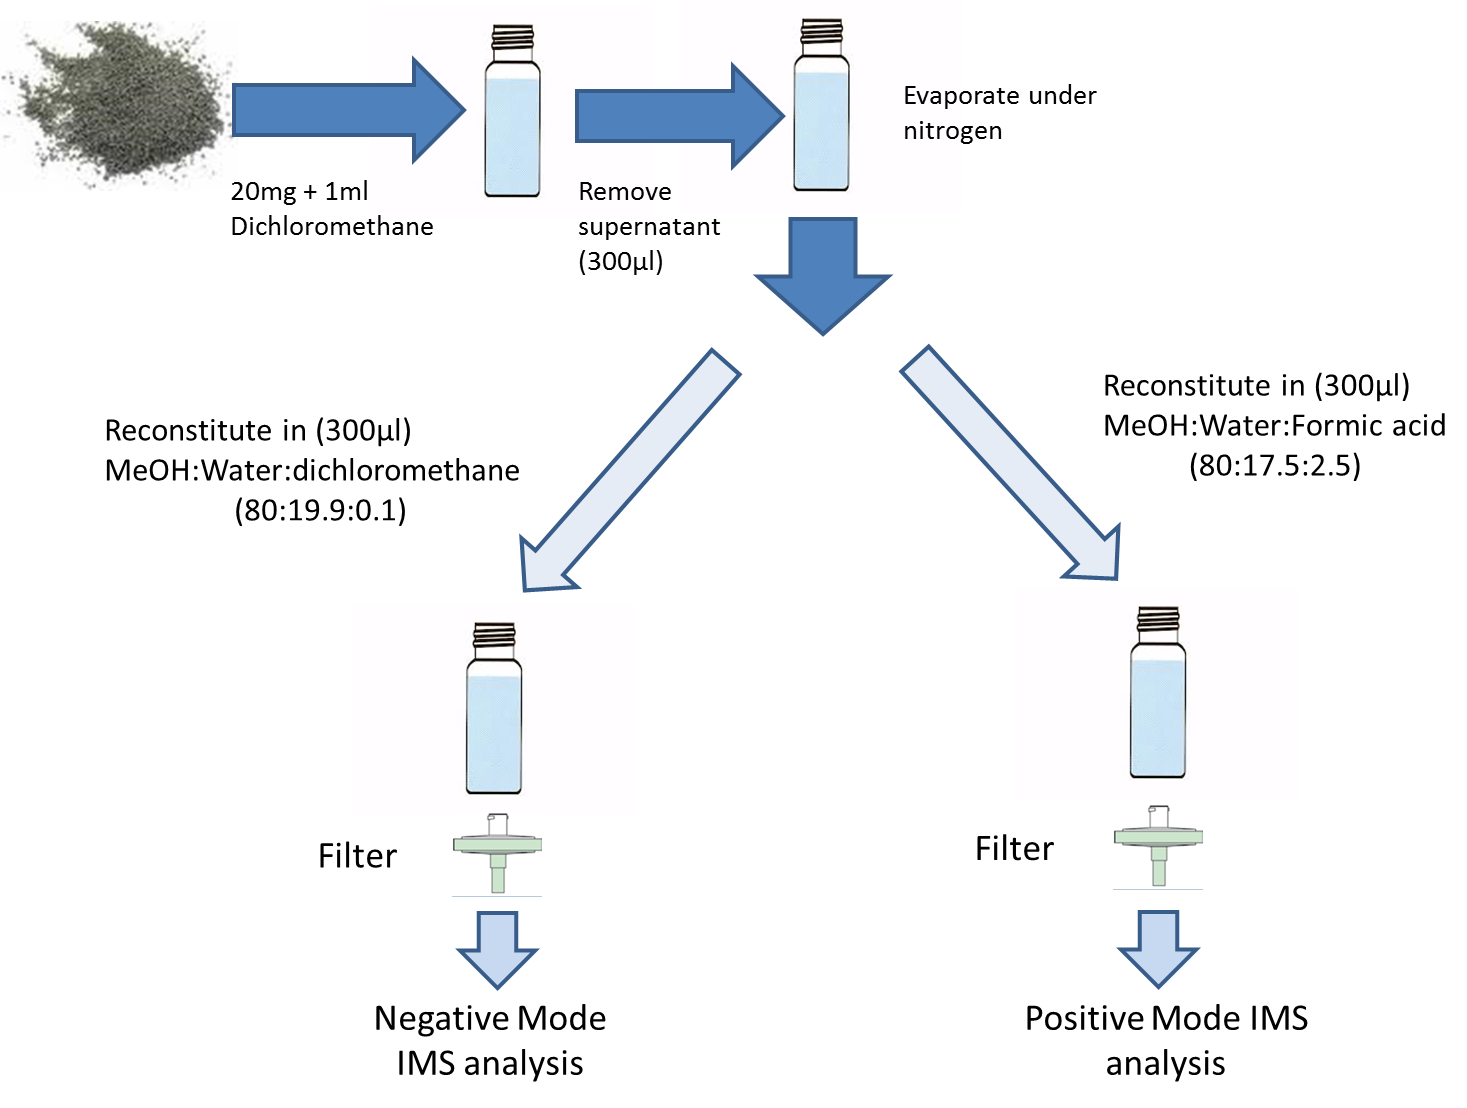 20mg + 1ml
Dichloromethane
Remove
supernatant
(300µl)
Evaporate under
nitrogen
Reconstitute in (300µl)
MeOH:Water:dichloromethane
(80:19.9:0.1)
Reconstitute in (300µl)
MeOH:Water:Formic acid
(80:17.5:2.5)
Filter
Filter
Negative Mode
IMS analysis
Positive Mode IMS
analysis